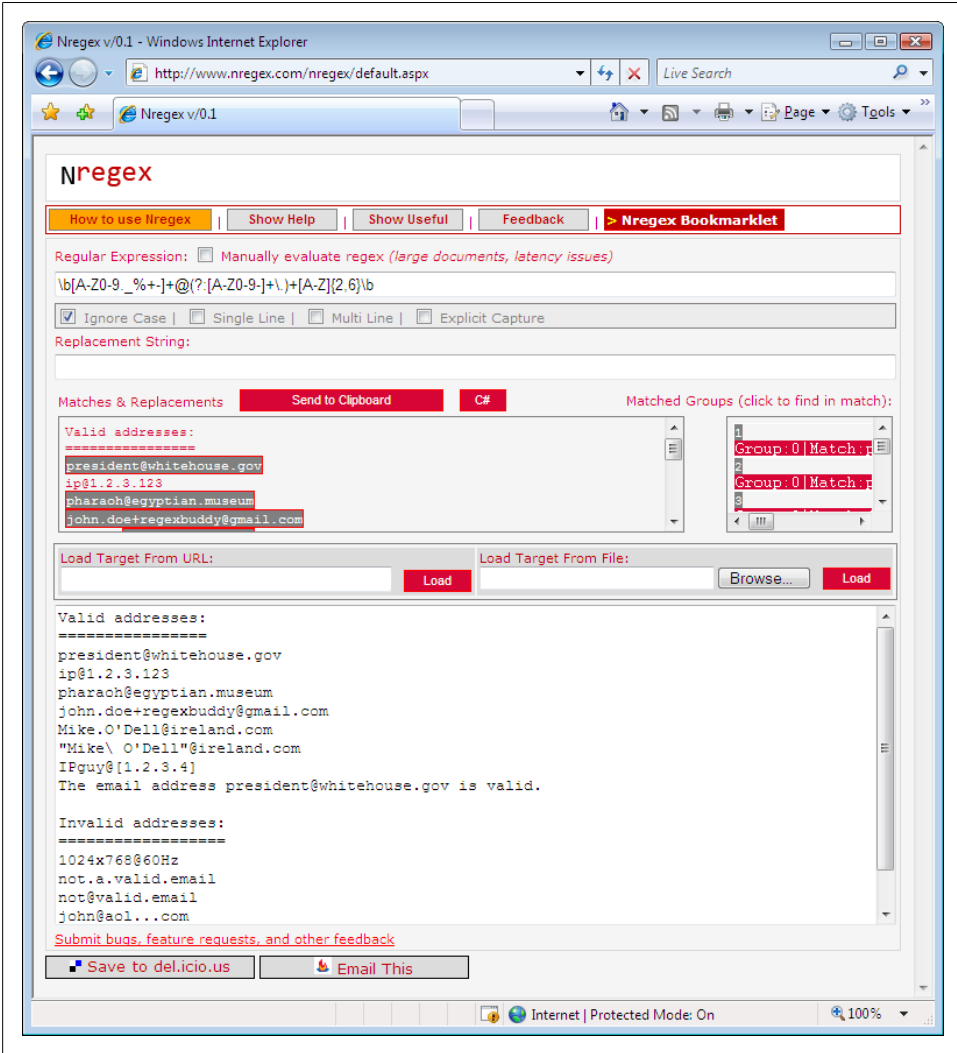 Nregex v/0.1 - Windows Internet Explorer
http://www.nregex.com/nregex/default.aspx
Live Search
Nregex v/0.1
Page
Tools
Nregex
How to use Nregex | Show Help | Show Useful | Feedback | > Nregex Bookmarklet
Regular Expression: Manually evaluate regex (large documents, latency issues)
\b[A-Z0-9._%+-]+@(?:[A-Z0-9-]+\.)+[A-Z]{2,6}\b
Ignore Case | Single Line | Multi Line | Explicit Capture
Replacement String:
Matches & Replacements Send to Clipboard C# Matched Groups (click to find in match):
Valid addresses:
================
president@whitehouse.gov
ip@1.2.3.123
pharaoh@egyptian.museum
john.doe+regexbuddy@gmail.com
1
Group:0|Match:p
2
Group:0|Match:p
3
Load Target From URL: Load Target From File:
Load Browse... Load
Valid addresses:
================
president@whitehouse.gov
ip@1.2.3.123
pharaoh@egyptian.museum
john.doe+regexbuddy@gmail.com
Mike.O'Dell@ireland.com
"Mike\ O'Dell"@ireland.com
IPguy@[1.2.3.4]
The email address president@whitehouse.gov is valid.
Invalid addresses:
==================
1024x768@60Hz
not.a.valid.email
not@valid.email
john@aol...com
Submit bugs, feature requests, and other feedback
Save to del.icio.us Email This
Internet | Protected Mode: On 100%